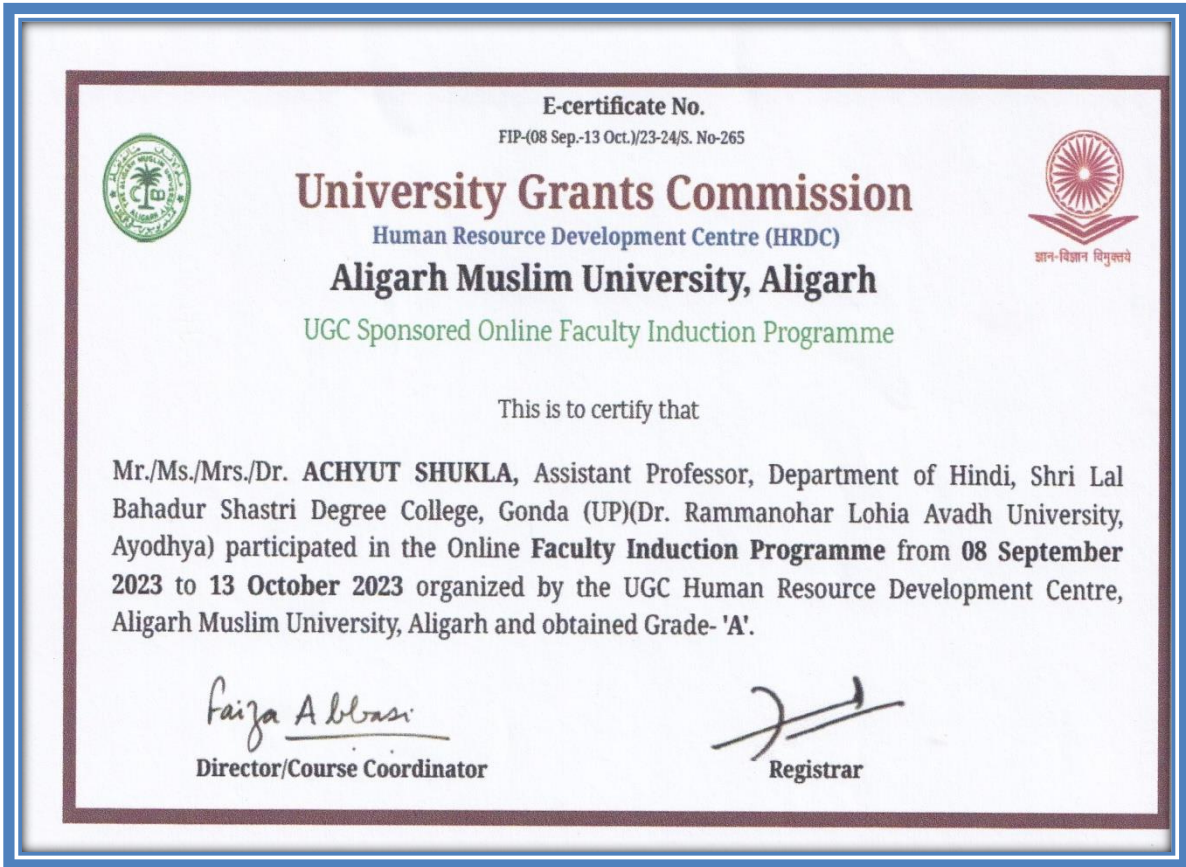 E-certificate No.
FIP-(08 Sep.-13 Oct.)/23-24/S. No-265
University Grants Commission
Human Resource Development Centre (HRDC)
Aligarh Muslim University, Aligarh
ज्ञान-विज्ञान विमुक्तये
UGC Sponsored Online Faculty Induction Programme
This is to certify that
Mr./Ms./Mrs./Dr. ACHYUT SHUKLA, Assistant Professor, Department of Hindi, Shri Lal
Bahadur Shastri Degree College, Gonda (UP)(Dr. Rammanohar Lohia Avadh University,
Ayodhya) participated in the Online Faculty Induction Programme from 08 September
2023 to 13 October 2023 organized by the UGC Human Resource Development Centre,
Aligarh Muslim University, Aligarh and obtained Grade- 'A'.
Faiza Abbasi
Director/Course Coordinator
Registrar